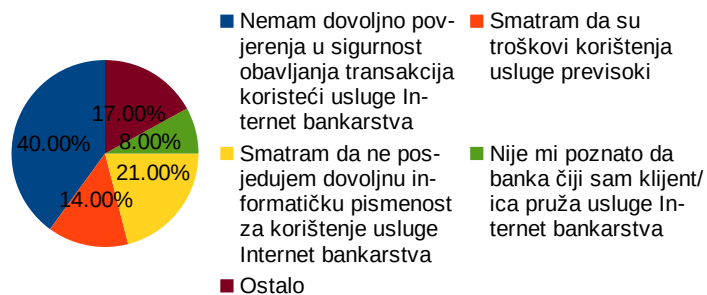 Nemam dovoljno pov-
jerenja u sigurnost
obavljanja transakcija
koristeći usluge In-
ternet bankarstva
Smatram da su
troškovi korištenja
usluge previsoki
Smatram da ne pos-
jedujem dovoljnu in-
formatičku pismenost
za korištenje usluge
Internet bankarstva
Nije mi poznato da
banka čiji sam klijent/
ica pruža usluge In-
ternet bankarstva
Ostalo
17.00%
40.00%
8.00%
21.00%
14.00%